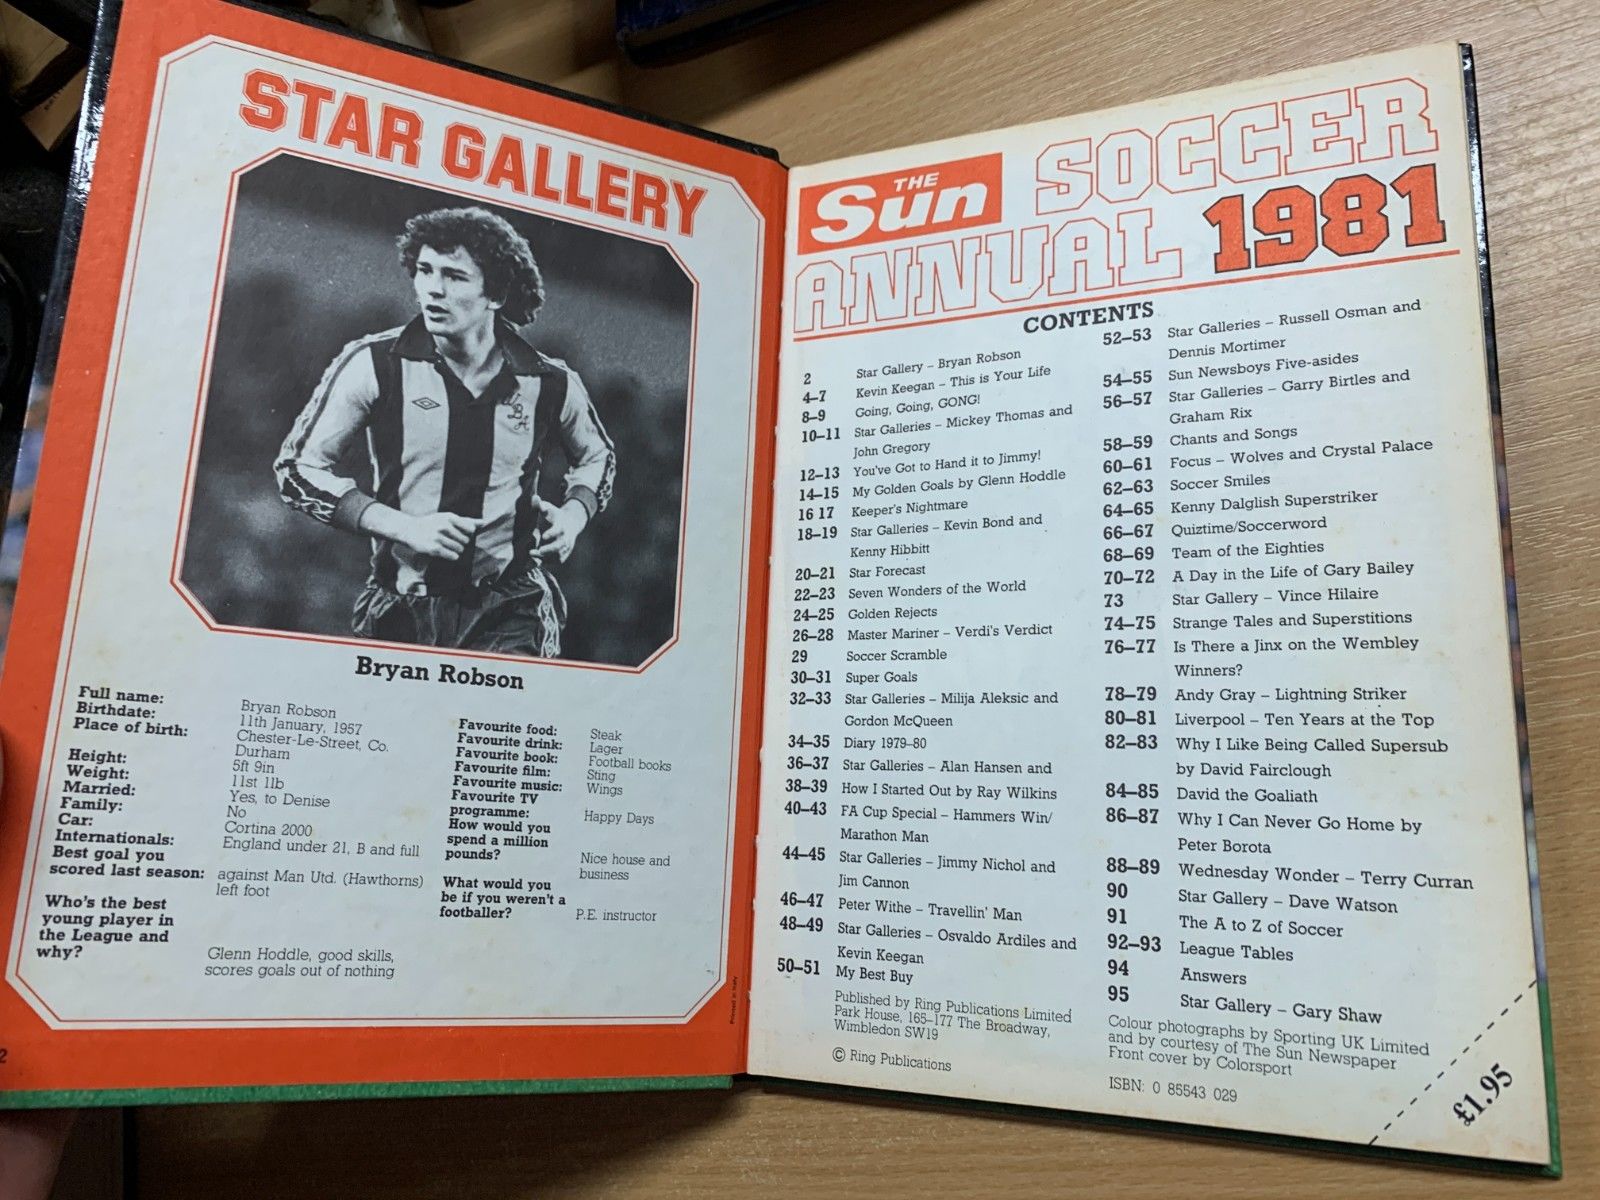 STAR GALLERY
WBA
Bryan Robson
Full name: Bryan Robson
Birthdate: 11th January, 1957
Place of birth: Chester-Le-Street, Co.
Durham
Height: 5ft 9in
Weight: 11st 1lb
Married: Yes, to Denise
Family: No
Car: Cortina 2000
Internationals: England under 21, B and full
Best goal you
scored last season: against Man Utd. (Hawthorns)
left foot
Who's the best
young player in
the League and
why?
Glenn Hoddle, good skills,
scores goals out of nothing
Favourite food: Steak
Favourite drink: Lager
Favourite book: Football books
Favourite film: Sting
Favourite music: Wings
Favourite TV
programme: Happy Days
How would you
spend a million
pounds? Nice house and
business
What would you
be if you weren't a
footballer? P.E. instructor
Printed in Italy
2
THE
Sun SOCCER
ANNUAL 1981
CONTENTS
2 Star Gallery – Bryan Robson
4–7 Kevin Keegan – This is Your Life
8–9 Going, Going, GONG!
10–11 Star Galleries – Mickey Thomas and
John Gregory
12–13 You've Got to Hand it to Jimmy!
14–15 My Golden Goals by Glenn Hoddle
16 17 Keeper's Nightmare
18–19 Star Galleries – Kevin Bond and
Kenny Hibbitt
20–21 Star Forecast
22–23 Seven Wonders of the World
24–25 Golden Rejects
26–28 Master Mariner – Verdi's Verdict
29 Soccer Scramble
30–31 Super Goals
32–33 Star Galleries – Milija Aleksic and
Gordon McQueen
34–35 Diary 1979–80
36–37 Star Galleries – Alan Hansen and
38–39 How I Started Out by Ray Wilkins
40–43 FA Cup Special – Hammers Win/
Marathon Man
44–45 Star Galleries – Jimmy Nichol and
Jim Cannon
46–47 Peter Withe – Travellin' Man
48–49 Star Galleries – Osvaldo Ardiles and
Kevin Keegan
50–51 My Best Buy
Published by Ring Publications Limited
Park House, 165–177 The Broadway,
Wimbledon SW19
© Ring Publications
52–53 Star Galleries – Russell Osman and
Dennis Mortimer
54–55 Sun Newsboys Five-asides
56–57 Star Galleries – Garry Birtles and
Graham Rix
58–59 Chants and Songs
60–61 Focus – Wolves and Crystal Palace
62–63 Soccer Smiles
64–65 Kenny Dalglish Superstriker
66–67 Quiztime/Soccerword
68–69 Team of the Eighties
70–72 A Day in the Life of Gary Bailey
73 Star Gallery – Vince Hilaire
74–75 Strange Tales and Superstitions
76–77 Is There a Jinx on the Wembley
Winners?
78–79 Andy Gray – Lightning Striker
80–81 Liverpool – Ten Years at the Top
82–83 Why I Like Being Called Supersub
by David Fairclough
84–85 David the Goaliath
86–87 Why I Can Never Go Home by
Peter Borota
88–89 Wednesday Wonder – Terry Curran
90 Star Gallery – Dave Watson
91 The A to Z of Soccer
92–93 League Tables
94 Answers
95 Star Gallery – Gary Shaw
Colour photographs by Sporting UK Limited
and by courtesy of The Sun Newspaper
Front cover by Colorsport
ISBN: 0 85543 029
£1.95